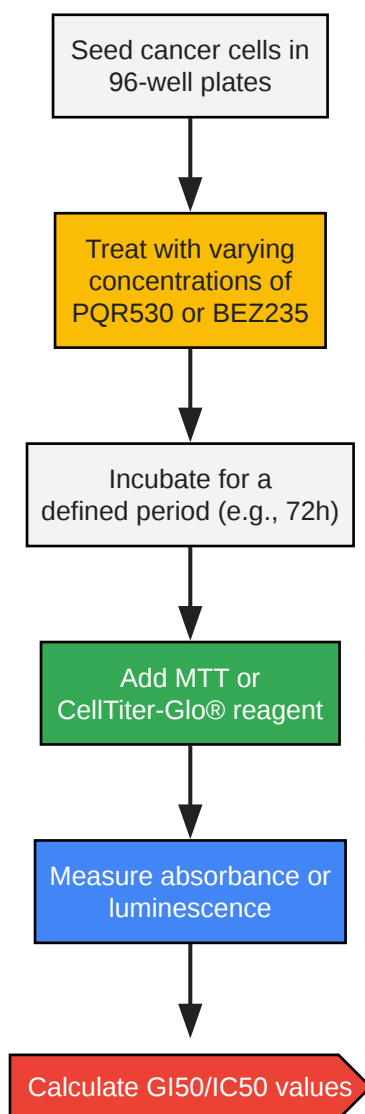 Seed cancer cells in
96-well plates
Treat with varying
concentrations of
PQR530 or BEZ235
Incubate for a
defined period (e.g., 72h)
Add MTT or
CellTiter-Glo® reagent
Measure absorbance or
luminescence
Calculate GI50/IC50 values